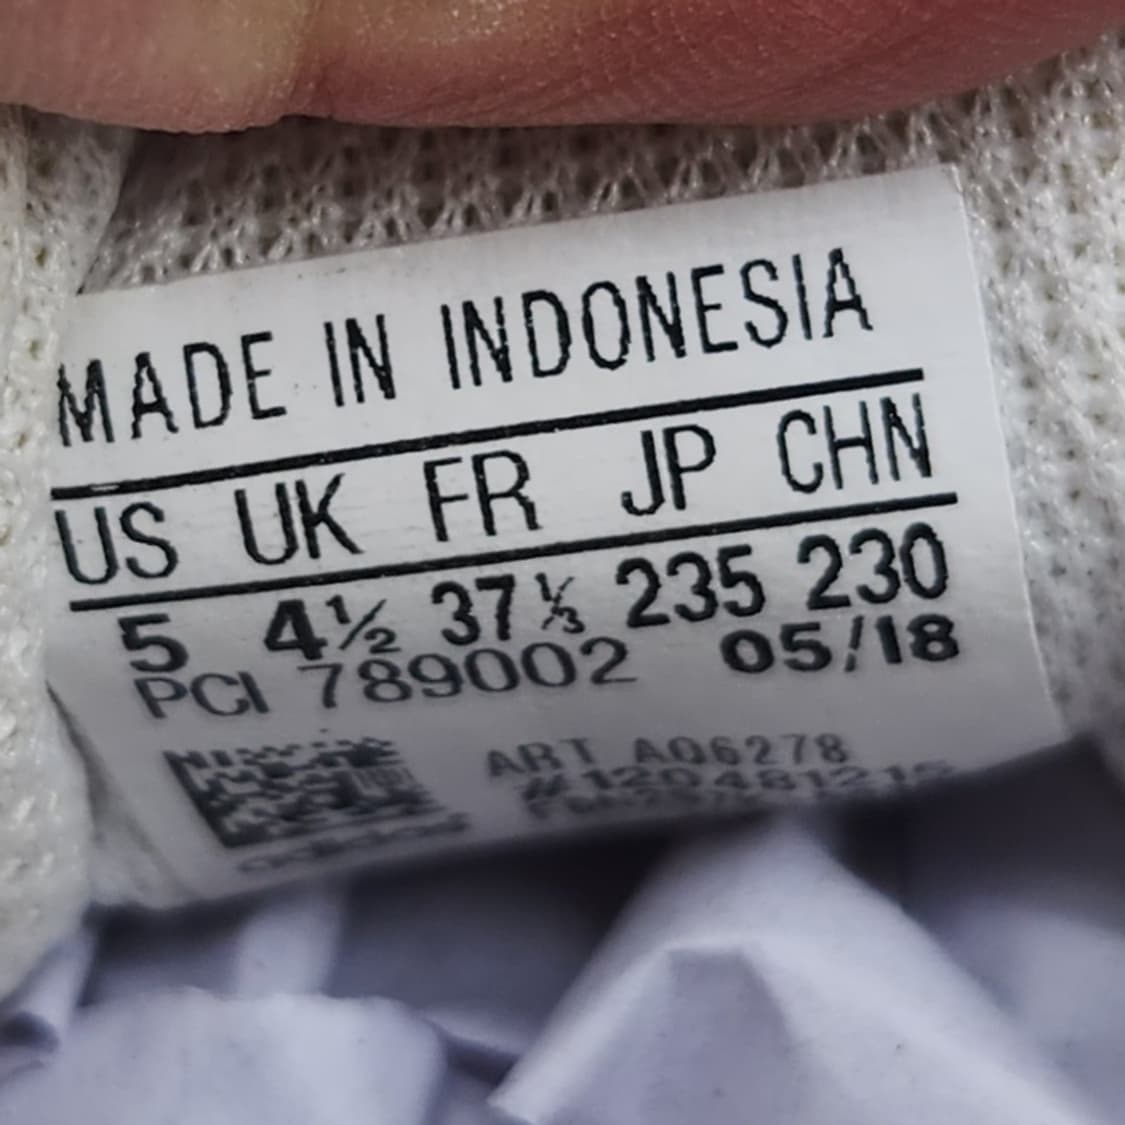 MADE IN INDONESIA
US UK FR JP CHN
5 4½ 37⅓ 235 230
PCI 789002 05/18
ART AQ6278
adidas